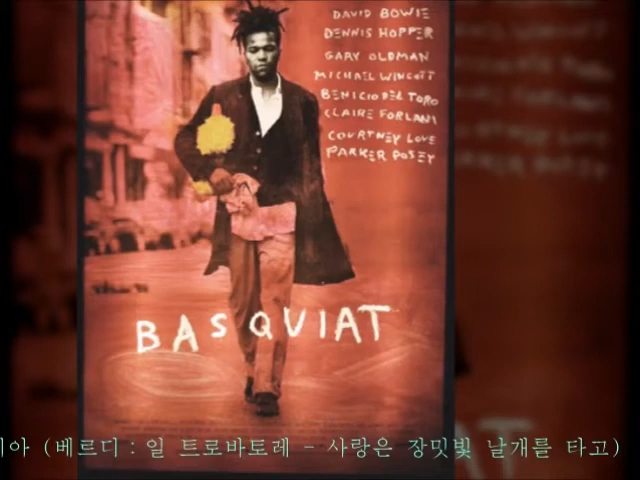 DAVID BOWIE
DENNIS HOPPER
GARY OLDMAN
MICHAEL WINCOTT
BENICIO DEL TORO
CLAIRE FORLANI
COURTNEY LOVE
PARKER POSEY
BASQUIAT
아 (베르디 : 일 트로바토레 - 사랑은 장밋빛 날개를 타고)